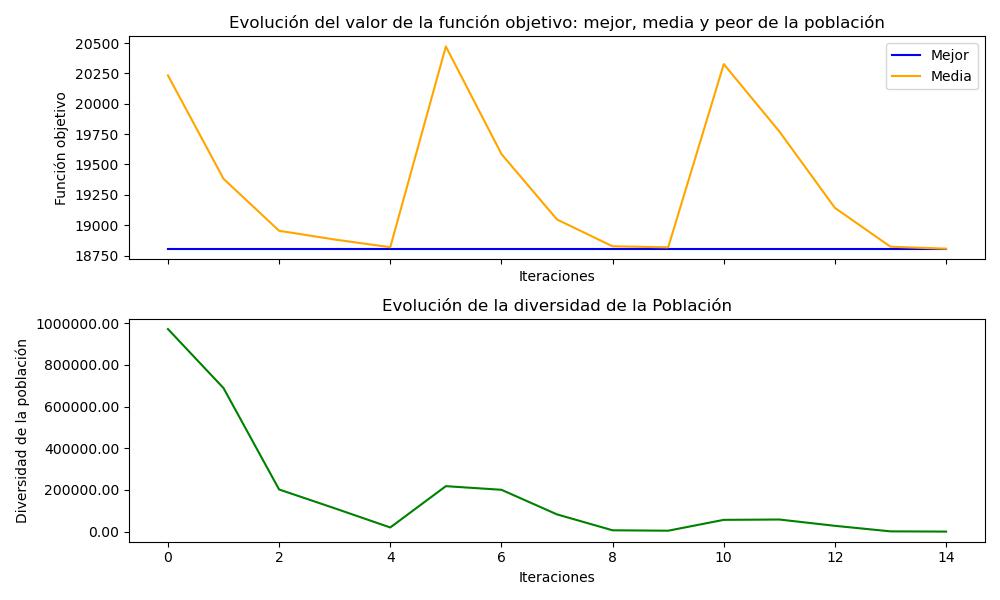 Evolución del valor de la función objetivo: mejor, media y peor de la población
Función objetivo
20500
20250
20000
19750
19500
19250
19000
18750
Mejor
Media
Iteraciones
Evolución de la diversidad de la Población
Diversidad de la población
1000000.00
800000.00
600000.00
400000.00
200000.00
0.00
0 2 4 6 8 10 12 14
Iteraciones